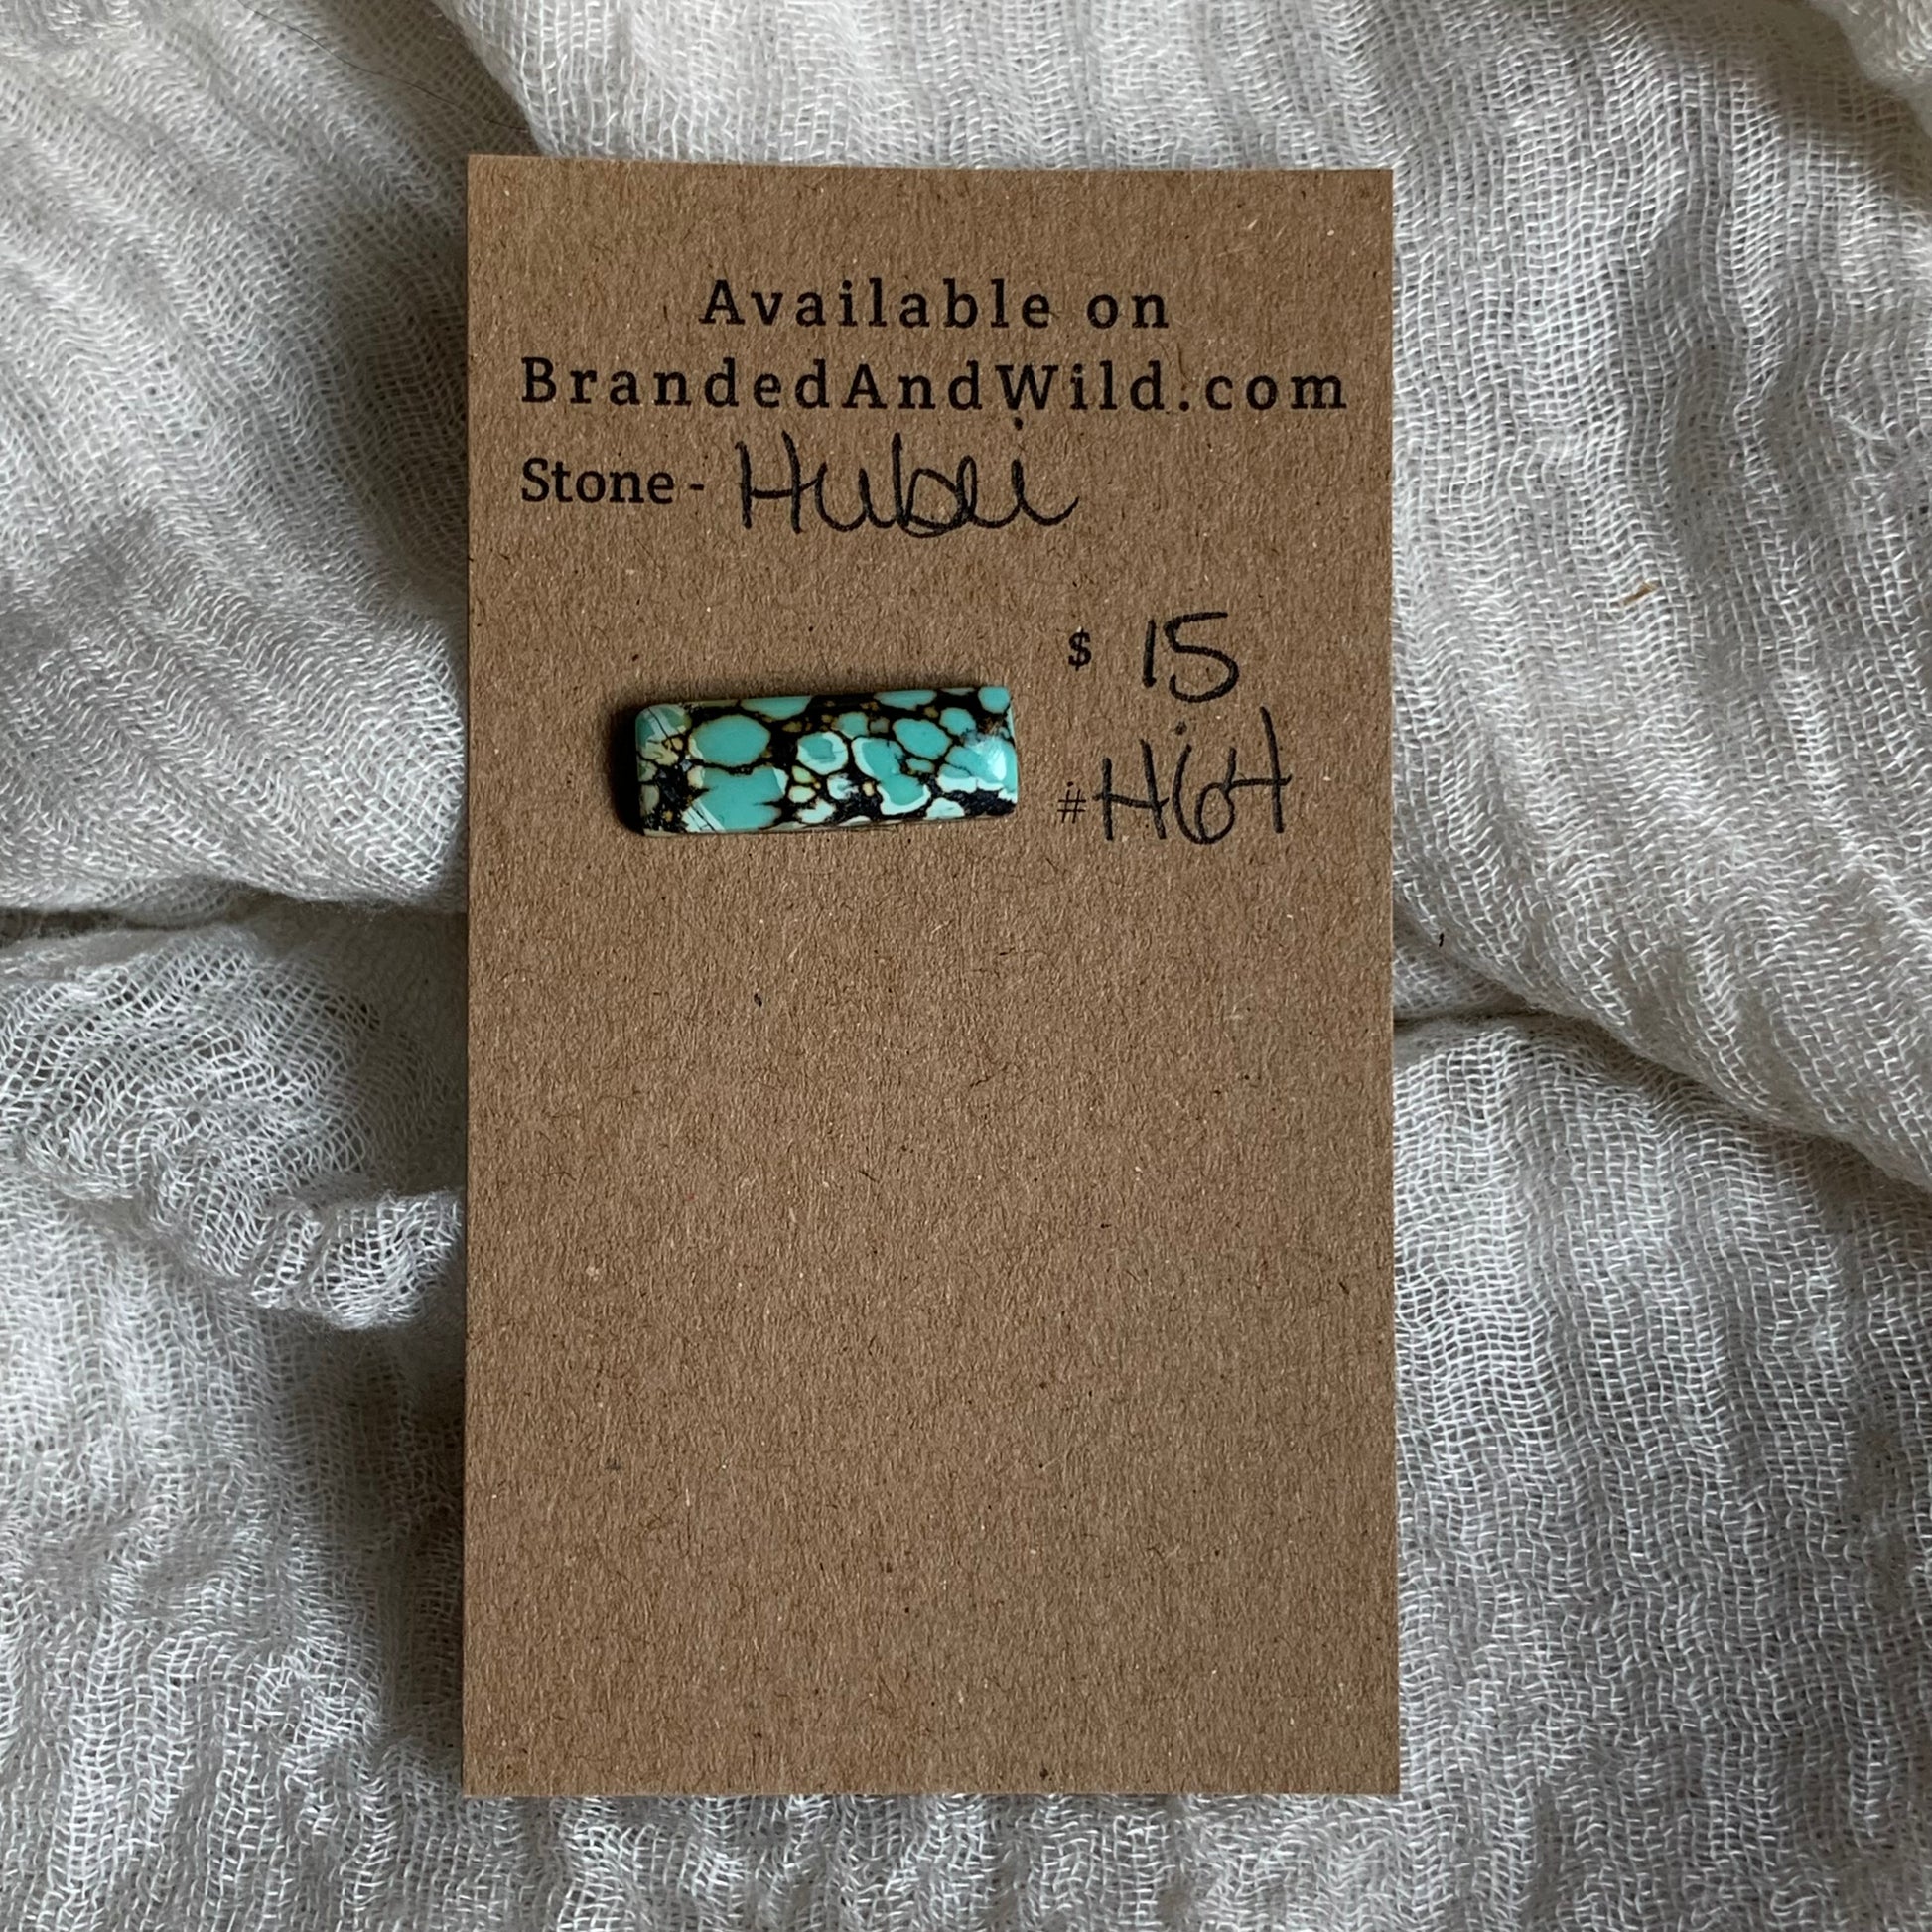 Available on
BrandedAndWild.com
Stone - Hubei
$ 15
# H64